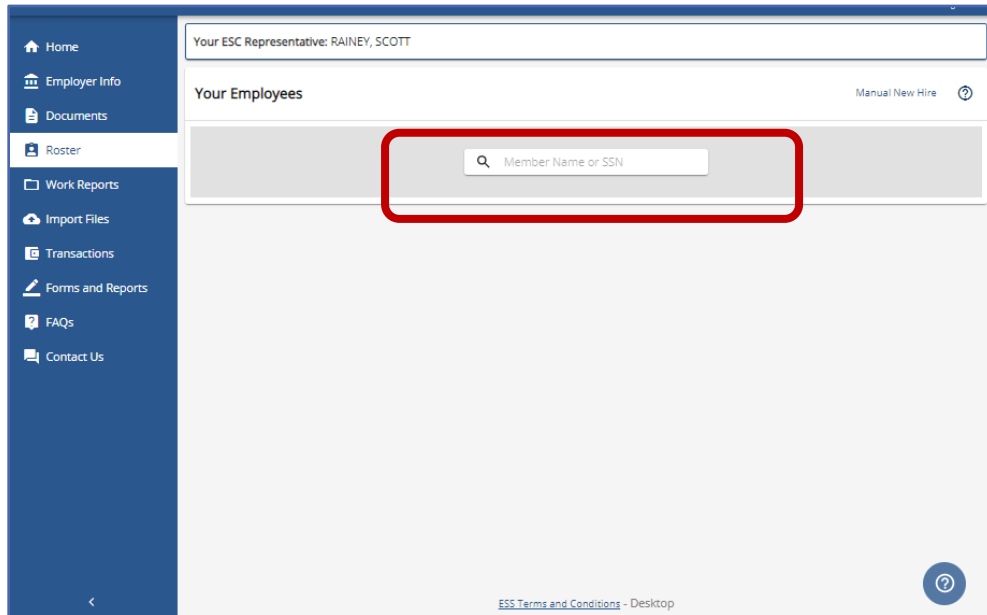 Home
Employer Info
Documents
Roster
Work Reports
Import Files
Transactions
Forms and Reports
FAQs
Contact Us
Your ESC Representative: RAINEY, SCOTT
Your Employees
Manual New Hire
Member Name or SSN
ESS Terms and Conditions - Desktop